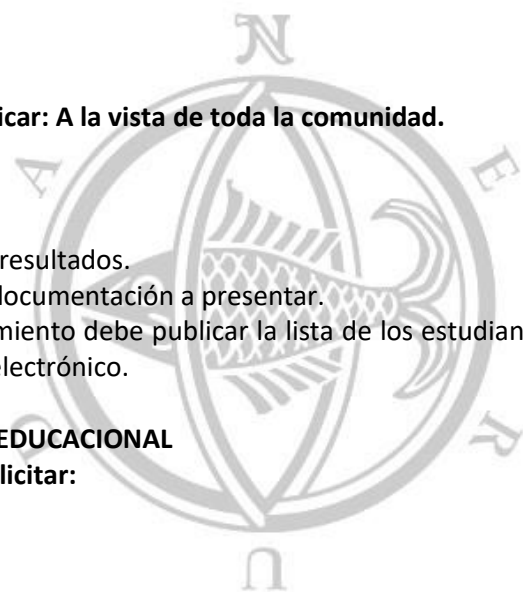 N
icar: A la vista de toda la comunidad.
A
E
resultados.
documentación a presentar.
miento debe publicar la lista de los estudian
electrónico.
R
EDUCACIONAL
licitar:
U